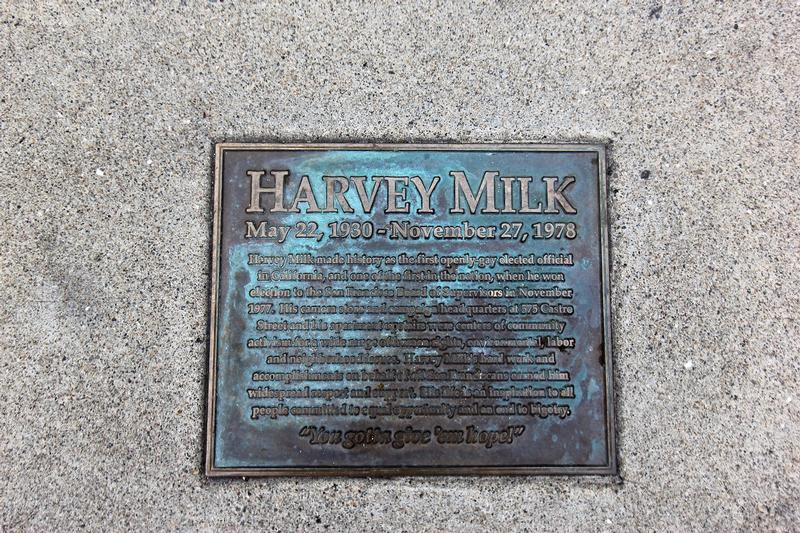 HARVEY MILK
May 22, 1930 - November 27, 1978
Harvey Milk made history as the first openly-gay elected official
in California, and one of the first in the nation, when he won
election to the San Francisco Board of Supervisors in November
1977. His camera store and campaign headquarters at 575 Castro
Street and his apartment upstairs were centers of community
activism for a wide range of human rights, environmental, labor
and neighborhood issues. Harvey Milk's hard work and
accomplishments on behalf of all San Franciscans earned him
widespread respect and support. His life is an inspiration to all
people committed to equal opportunity and an end to bigotry.
"You gotta give 'em hope!"